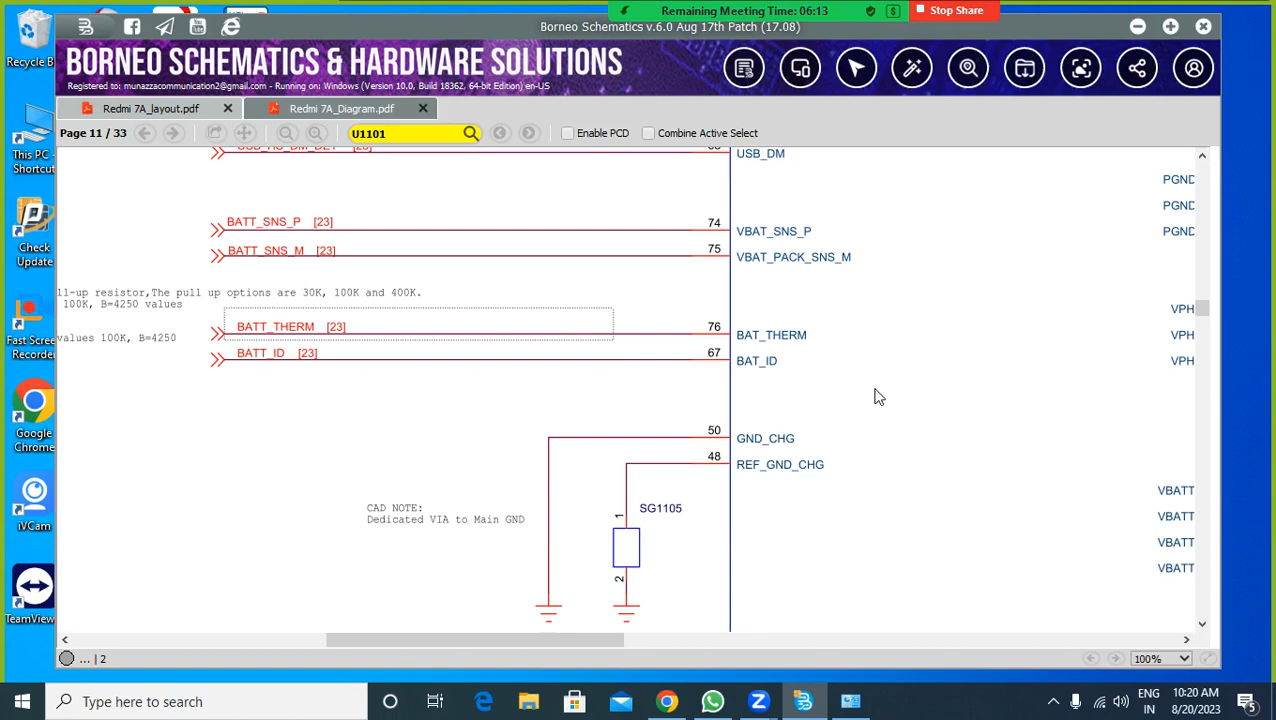 Remaining Meeting Time: 06:13
Stop Share
Borneo Schematics v.6.0 Aug 17th Patch (17.08)
BORNEO SCHEMATICS & HARDWARE SOLUTIONS
Registered to: munazzacommunication2@gmail.com - Running on: Windows (Version 10.0, Build 18362, 64-bit Edition) en-US
Redmi 7A_layout.pdf
Redmi 7A_Diagram.pdf
Page 11 / 33
U1101
Enable PCD
Combine Active Select
USB_DM
PGND
PGND
BATT_SNS_P [23]
74
VBAT_SNS_P
PGND
BATT_SNS_M [23]
75
VBAT_PACK_SNS_M
ll-up resistor,The pull up options are 30K, 100K and 400K.
100K, B=4250 values
VPH
BATT_THERM [23]
76
BAT_THERM
VPH
values 100K, B=4250
BATT_ID [23]
67
BAT_ID
VPH
50
GND_CHG
48
REF_GND_CHG
VBATT
CAD NOTE:
Dedicated VIA to Main GND
1
SG1105
VBATT
VBATT
2
VBATT
... | 2
100%
Recycle B
This PC -
Shortcut
Check
Update
Fast Scree
Recorder
Google
Chrome
iVCam
TeamView
Type here to search
ENG
IN
10:20 AM
8/20/2023
5